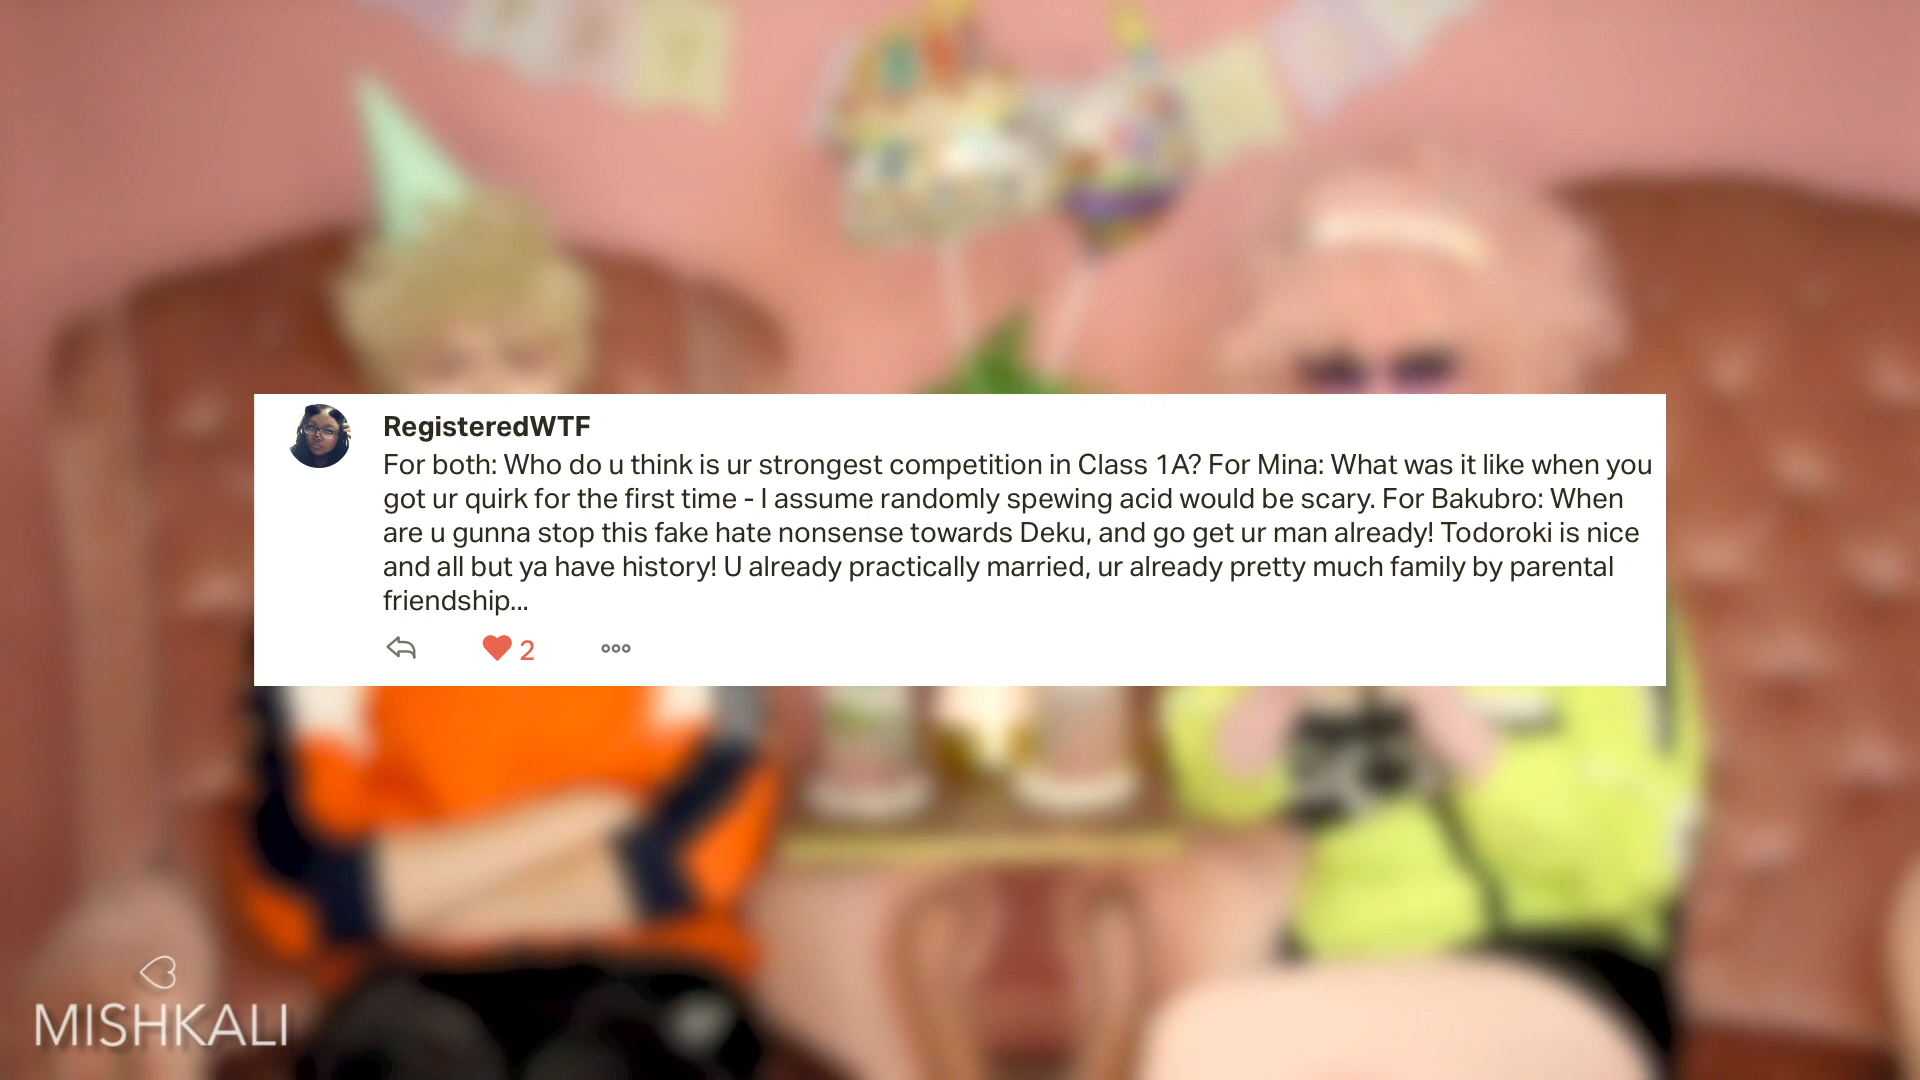 RegisteredWTF
For both: Who do u think is ur strongest competition in Class 1A? For Mina: What was it like when you
got ur quirk for the first time - I assume randomly spewing acid would be scary. For Bakubro: When
are u gunna stop this fake hate nonsense towards Deku, and go get ur man already! Todoroki is nice
and all but ya have history! U already practically married, ur already pretty much family by parental
friendship...
2
MISHKALI